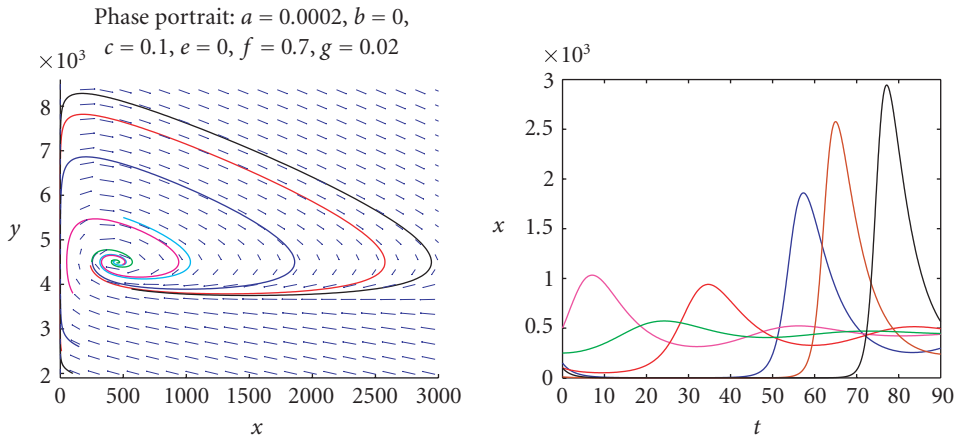 Phase portrait: a = 0.0002, b = 0,
c = 0.1, e = 0, f = 0.7, g = 0.02
×10³
8
7
6
y
5
4
3
2
0 500 1000 1500 2000 2500 3000
x
×10³
3
2.5
2
x
1.5
1
0.5
0
0 10 20 30 40 50 60 70 80 90
t